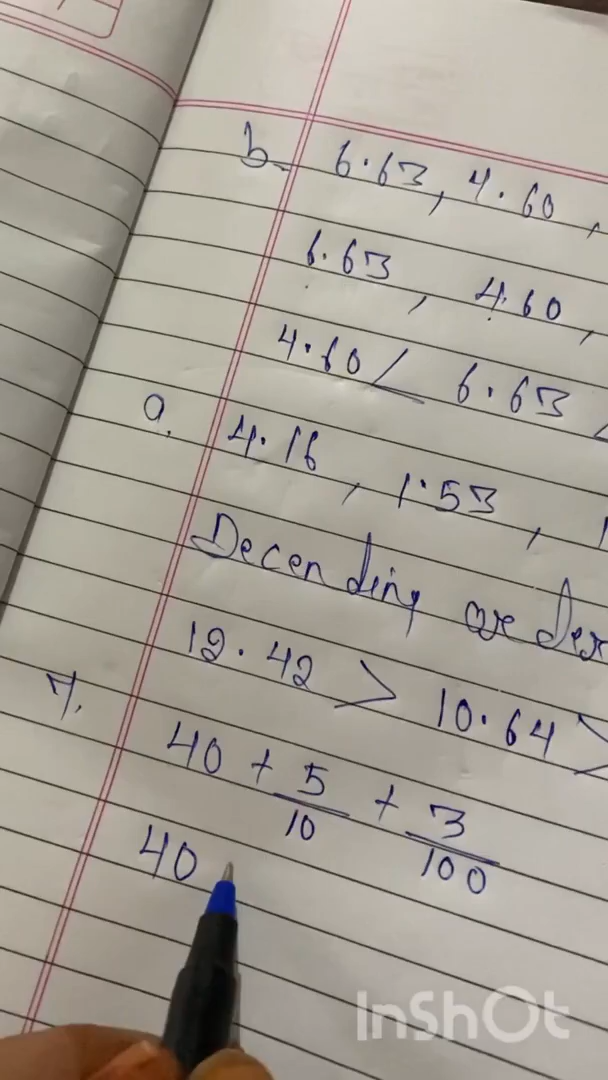 b. 6.63, 4.60,
6.63, 4.60,
4.60 < 6.63 <
a. 4.16, 1.53, 1
Decending order
12.42 > 10.64 >
7. 40 + 5/10 + 3/100
40
InShOt